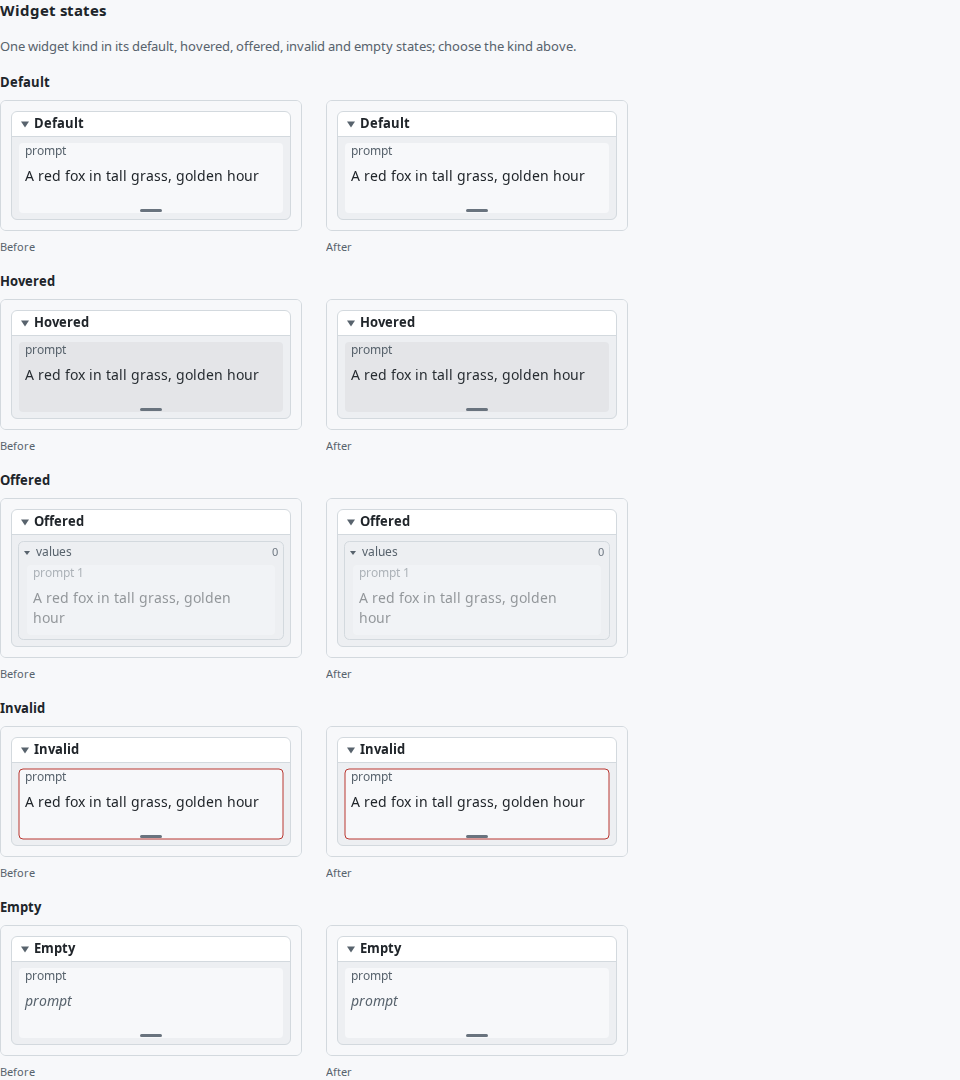 Widget states
One widget kind in its default, hovered, offered, invalid and empty states; choose the kind above.
Default
Default
prompt
A red fox in tall grass, golden hour
Before
Default
prompt
A red fox in tall grass, golden hour
After
Hovered
Hovered
prompt
A red fox in tall grass, golden hour
Before
Hovered
prompt
A red fox in tall grass, golden hour
After
Offered
Offered
values 0
prompt 1
A red fox in tall grass, golden
hour
Before
Offered
values 0
prompt 1
A red fox in tall grass, golden
hour
After
Invalid
Invalid
prompt
A red fox in tall grass, golden hour
Before
Invalid
prompt
A red fox in tall grass, golden hour
After
Empty
Empty
prompt
prompt
Before
Empty
prompt
prompt
After